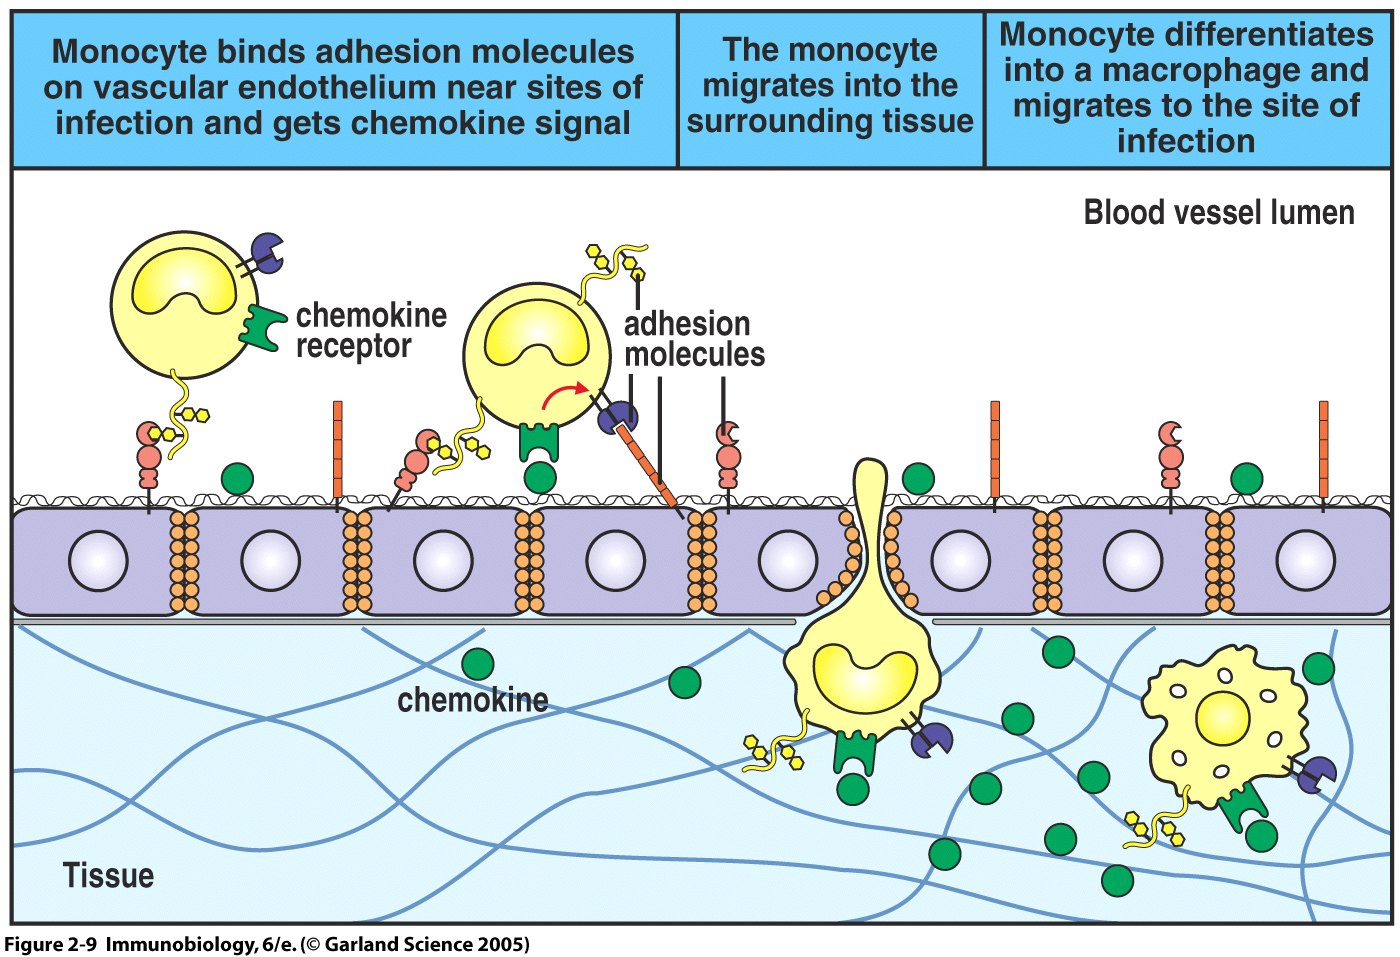 Monocyte binds adhesion molecules
on vascular endothelium near sites of
infection and gets chemokine signal
The monocyte
migrates into the
surrounding tissue
Monocyte differentiates
into a macrophage and
migrates to the site of
infection
Blood vessel lumen
chemokine
receptor
adhesion
molecules
chemokine
Tissue
Figure 2-9 Immunobiology, 6/e. (© Garland Science 2005)